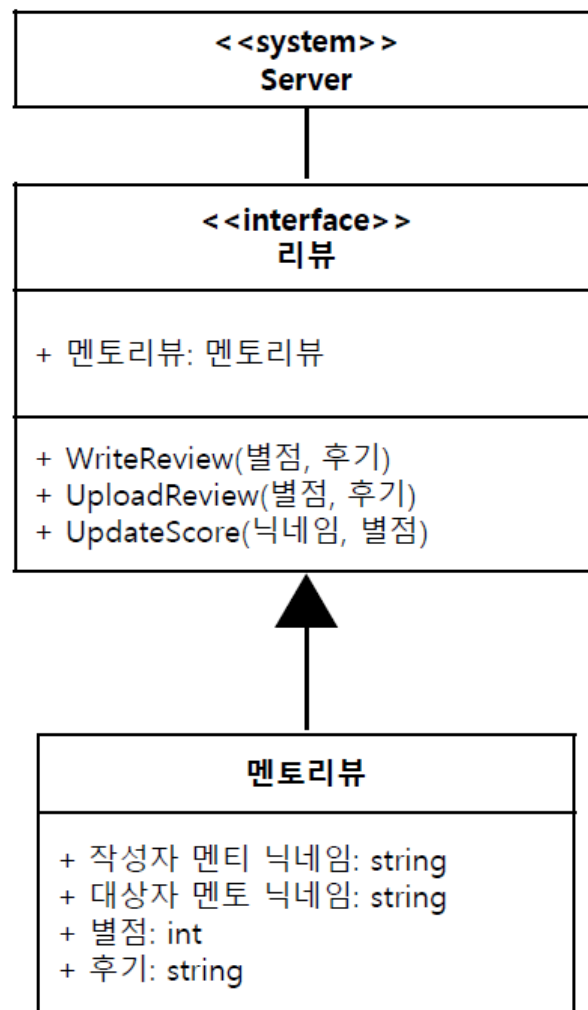 <<system>>
Server
<<interface>>
리뷰
+ 멘토리뷰: 멘토리뷰
+ WriteReview(별점, 후기)
+ UploadReview(별점, 후기)
+ UpdateScore(닉네임, 별점)
멘토리뷰
+ 작성자 멘티 닉네임: string
+ 대상자 멘토 닉네임: string
+ 별점: int
+ 후기: string